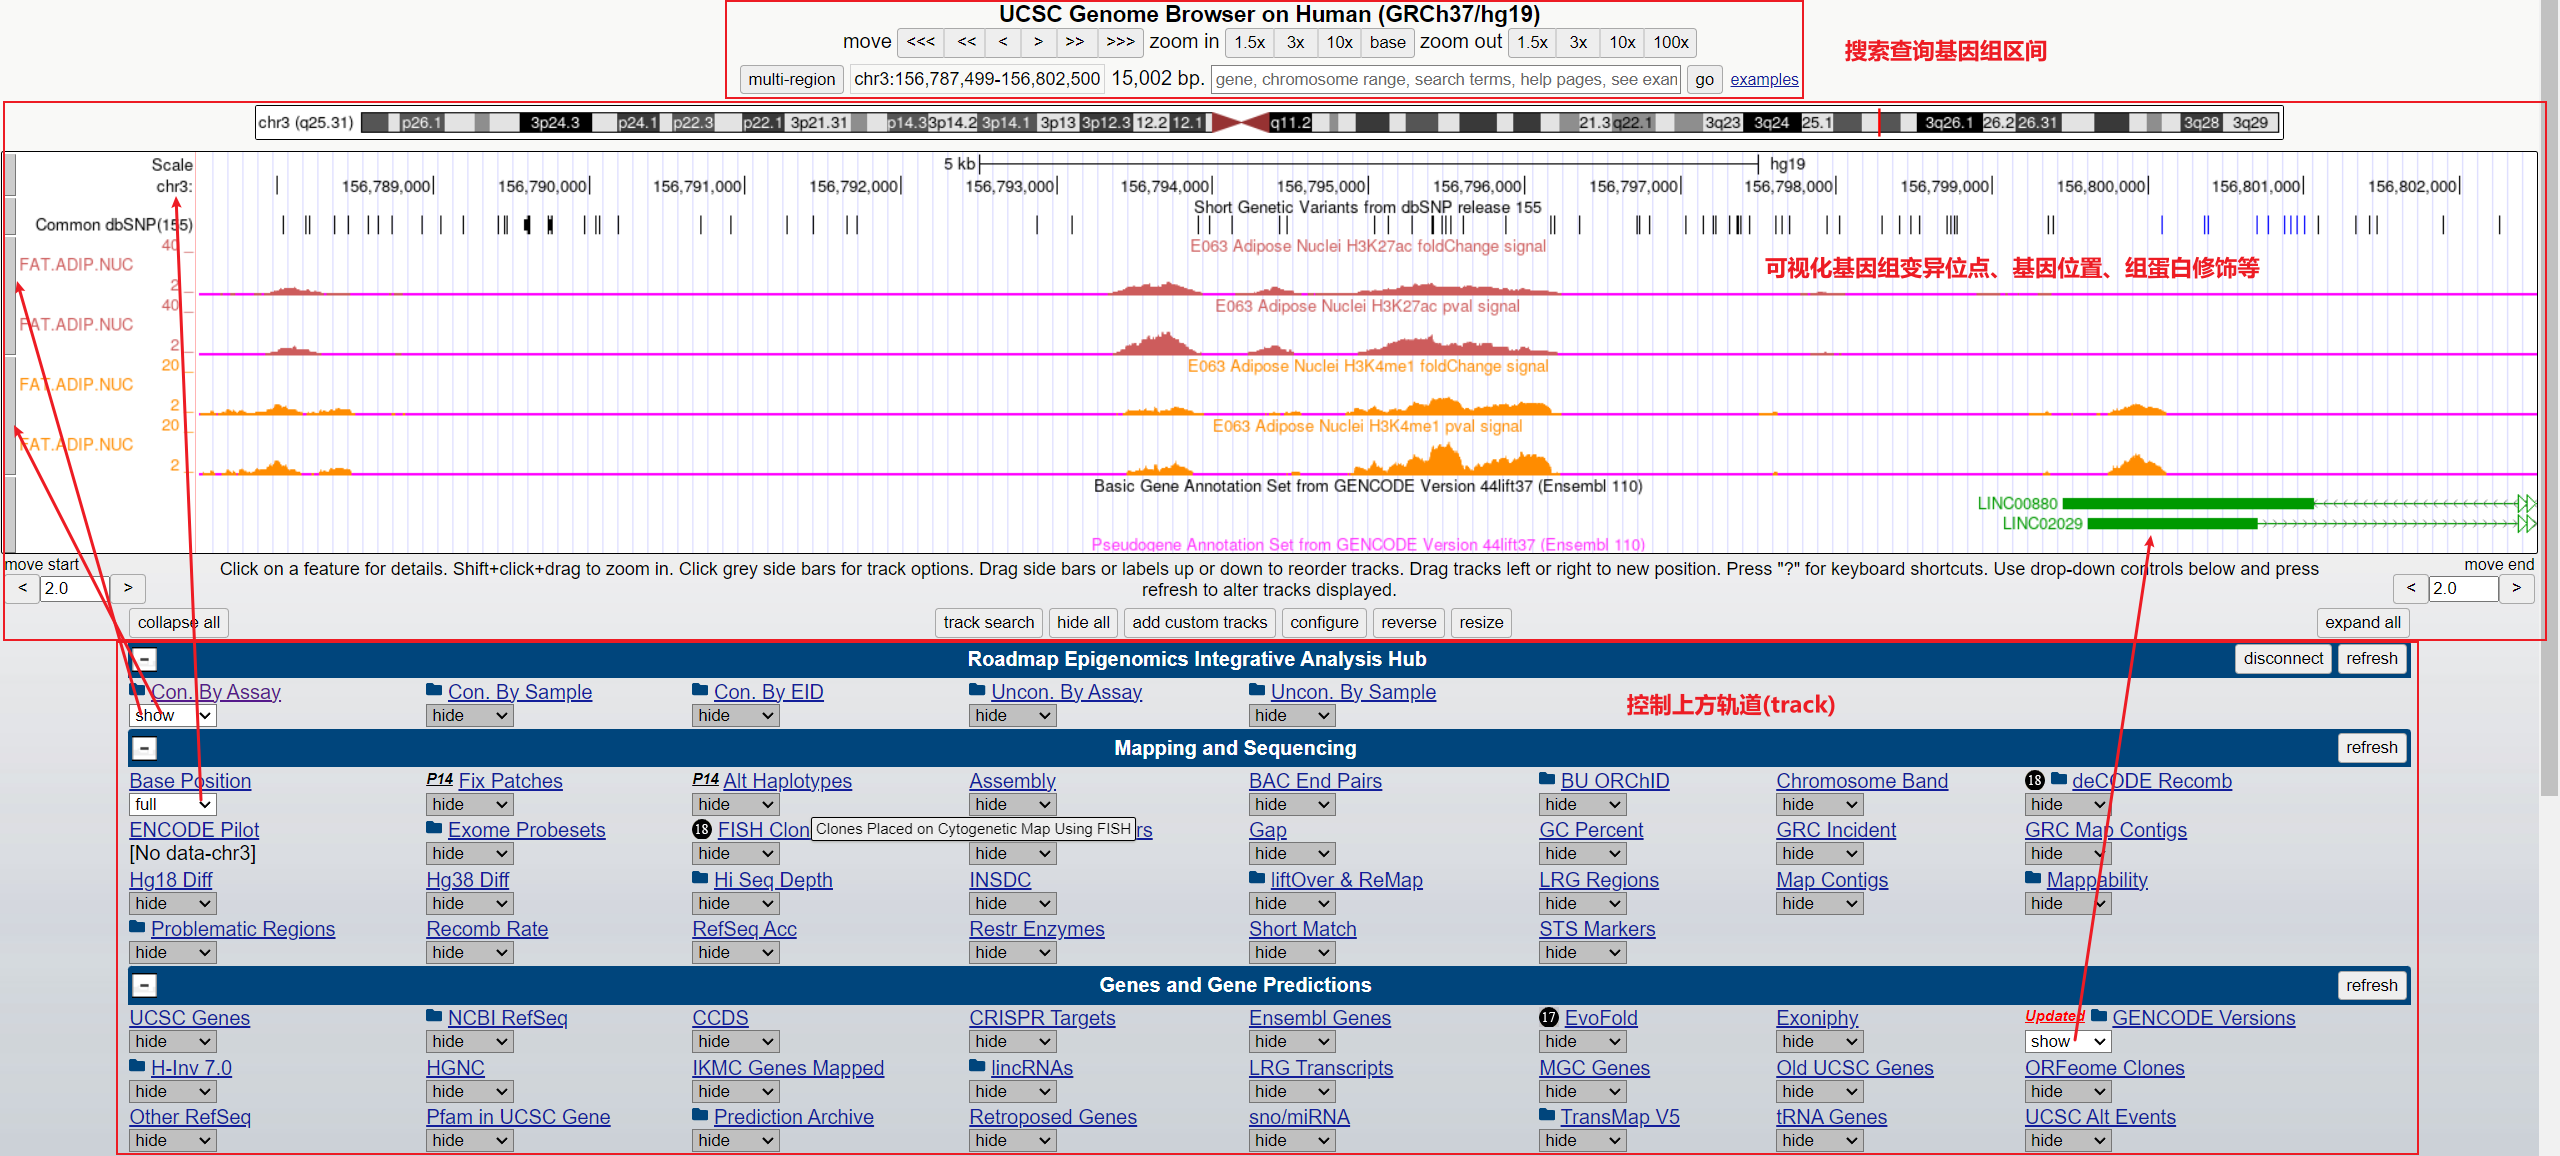 UCSC Genome Browser on Human (GRCh37/hg19)
move <<< << < > >> >>> zoom in 1.5x 3x 10x base zoom out 1.5x 3x 10x 100x
搜索查询基因组区间
multi-region chr3:156,787,499-156,802,500 15,002 bp. gene, chromosome range, search terms, help pages, see exan go examples
chr3 (q25.31) p26.1 3p24.3 p24.1 p22.3 p22.1 3p21.31 p14.3 3p14.2 3p14.1 3p13 3p12.3 12.2 12.1 q11.2 21.3 q22.1 3q23 3q24 25.1 3q26.1 26.2 26.31 3q28 3q29
Scale 5 kb hg19
chr3: 156,789,000 156,790,000 156,791,000 156,792,000 156,793,000 156,794,000 156,795,000 156,796,000 156,797,000 156,798,000 156,799,000 156,800,000 156,801,000 156,802,000
Short Genetic Variants from dbSNP release 155
Common dbSNP(155)
40 E063 Adipose Nuclei H3K27ac foldChange signal
FAT.ADIP.NUC
可视化基因组变异位点、基因位置、组蛋白修饰等
2
40 E063 Adipose Nuclei H3K27ac pval signal
FAT.ADIP.NUC
2
20 E063 Adipose Nuclei H3K4me1 foldChange signal
FAT.ADIP.NUC
2
20 E063 Adipose Nuclei H3K4me1 pval signal
FAT.ADIP.NUC
2
Basic Gene Annotation Set from GENCODE Version 44lift37 (Ensembl 110)
LINC00880
LINC02029
Pseudogene Annotation Set from GENCODE Version 44lift37 (Ensembl 110)
move start
< 2.0 >
Click on a feature for details. Shift+click+drag to zoom in. Click grey side bars for track options. Drag side bars or labels up or down to reorder tracks. Drag tracks left or right to new position. Press "?" for keyboard shortcuts. Use drop-down controls below and press
refresh to alter tracks displayed.
move end
< 2.0 >
collapse all track search hide all add custom tracks configure reverse resize expand all
- Roadmap Epigenomics Integrative Analysis Hub disconnect refresh
Con. By Assay Con. By Sample Con. By EID Uncon. By Assay Uncon. By Sample
show hide hide hide hide
控制上方轨道(track)
- Mapping and Sequencing refresh
Base Position P14 Fix Patches P14 Alt Haplotypes Assembly BAC End Pairs BU ORChID Chromosome Band 18 deCODE Recomb
full hide hide hide hide hide hide hide
ENCODE Pilot Exome Probesets 18 FISH Clon Clones Placed on Cytogenetic Map Using FISH rs Gap GC Percent GRC Incident GRC Map Contigs
[No data-chr3] hide hide hide hide hide hide hide
Hg18 Diff Hg38 Diff Hi Seq Depth INSDC liftOver & ReMap LRG Regions Map Contigs Mappability
hide hide hide hide hide hide hide hide
Problematic Regions Recomb Rate RefSeq Acc Restr Enzymes Short Match STS Markers
hide hide hide hide hide hide
- Genes and Gene Predictions refresh
UCSC Genes NCBI RefSeq CCDS CRISPR Targets Ensembl Genes 17 EvoFold Exoniphy Updated GENCODE Versions
hide hide hide hide hide hide hide show
H-Inv 7.0 HGNC IKMC Genes Mapped lincRNAs LRG Transcripts MGC Genes Old UCSC Genes ORFeome Clones
hide hide hide hide hide hide hide hide
Other RefSeq Pfam in UCSC Gene Prediction Archive Retroposed Genes sno/miRNA TransMap V5 tRNA Genes UCSC Alt Events
hide hide hide hide hide hide hide hide